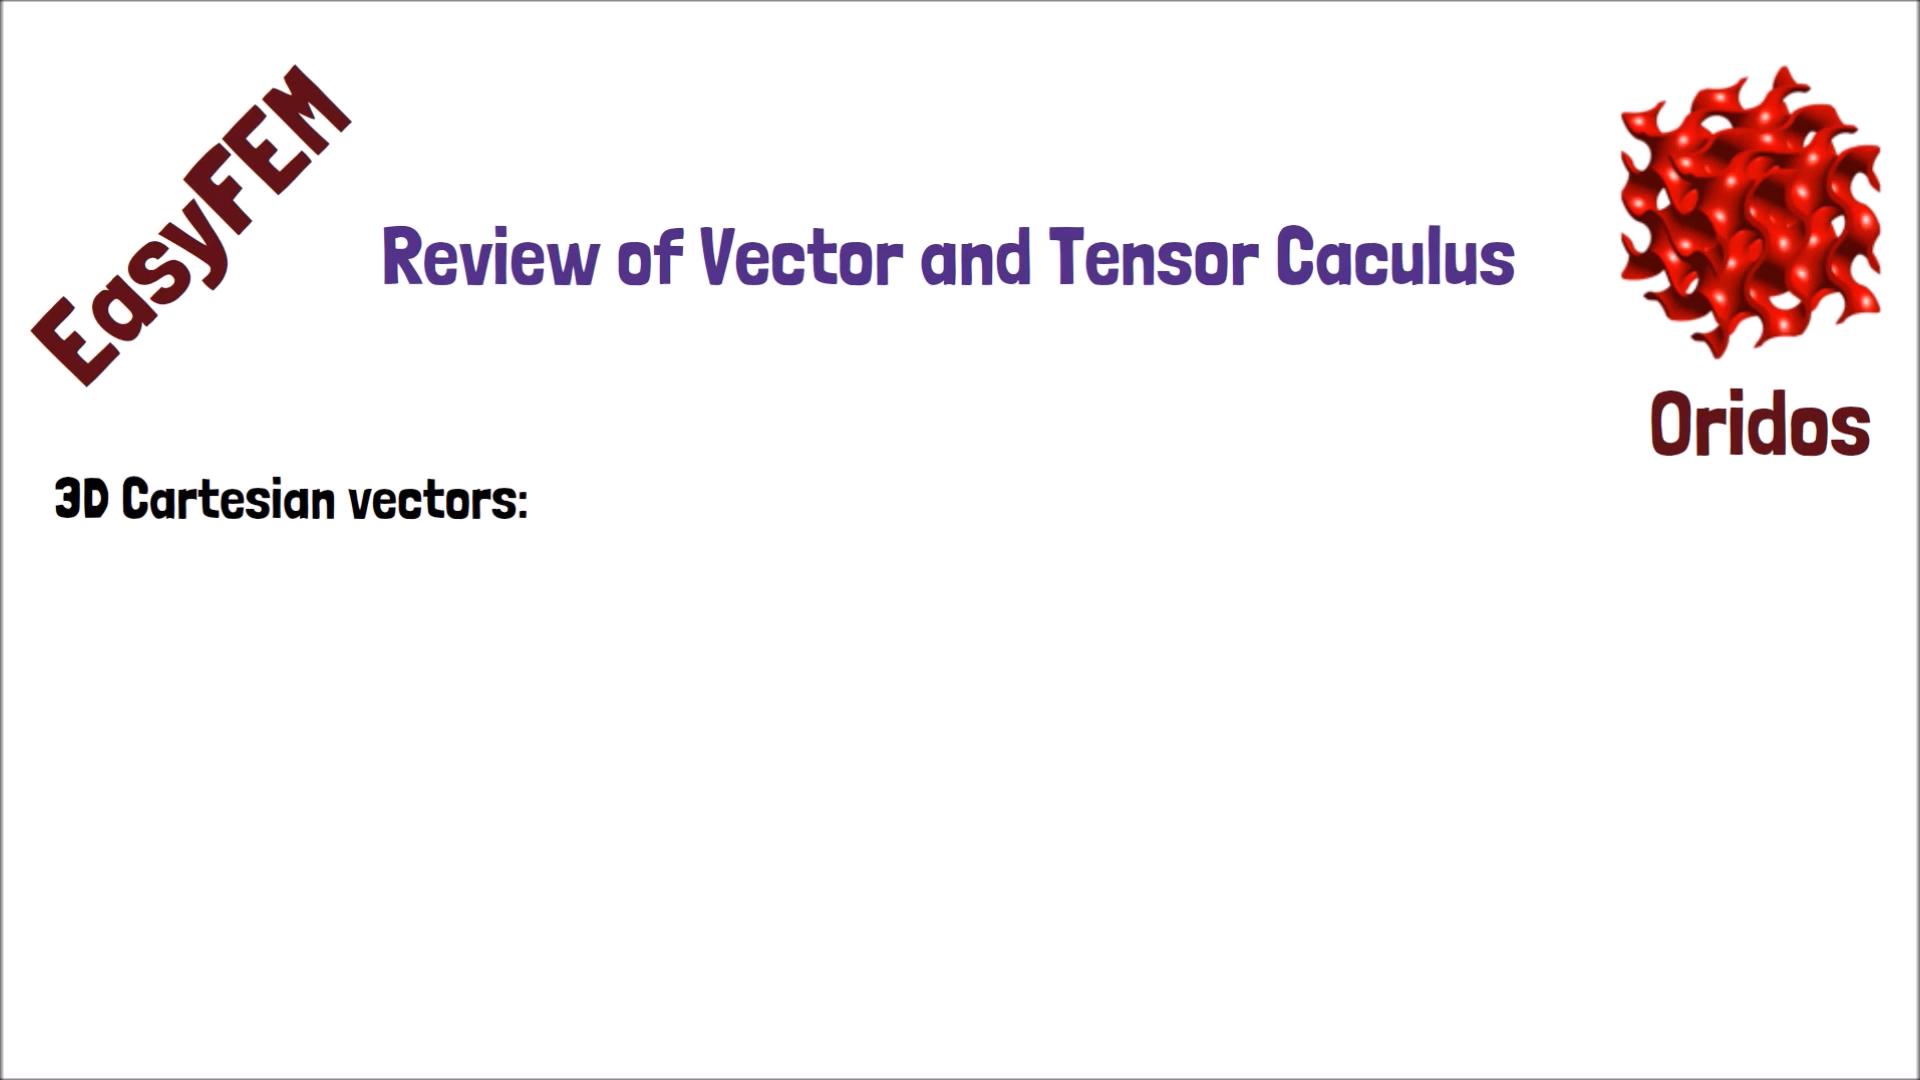 EasyFEM
Review of Vector and Tensor Caculus
Oridos
3D Cartesian vectors: